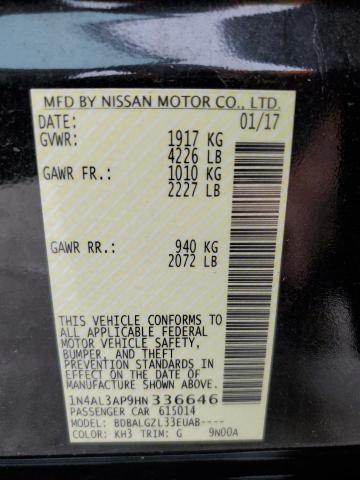 MFD BY NISSAN MOTOR CO., LTD.
DATE: 01/17
GVWR: 1917 KG
4226 LB
GAWR FR.: 1010 KG
2227 LB
GAWR RR.: 940 KG
2072 LB
THIS VEHICLE CONFORMS TO
ALL APPLICABLE FEDERAL
MOTOR VEHICLE SAFETY,
BUMPER, AND THEFT
PREVENTION STANDARDS IN
EFFECT ON THE DATE OF
MANUFACTURE SHOWN ABOVE.
1N4AL3AP9HN 336646
PASSENGER CAR 615014
MODEL: BDBALGZL33EUAB----
COLOR: KH3 TRIM: G 9N00A